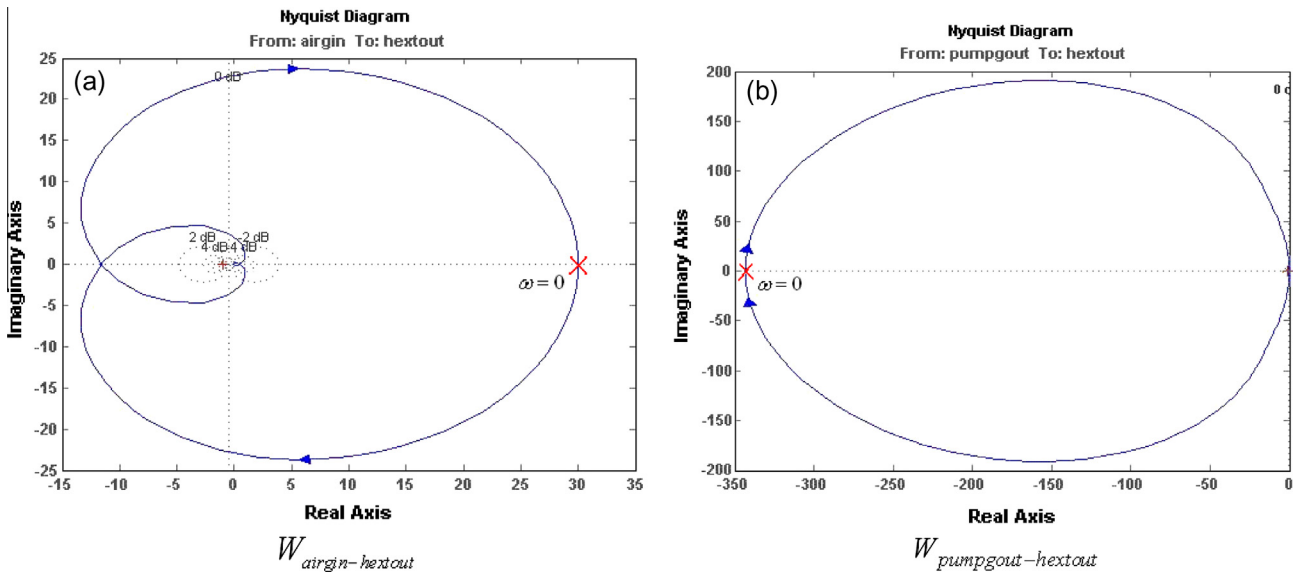 Nyquist Diagram
From: airgin To: hextout
(a)
0 dB
2 dB
-2 dB
4 dB
-4 dB
ω = 0
25
20
15
10
5
0
-5
-10
-15
-20
-25
-15
-10
-5
0
5
10
15
20
25
30
35
Imaginary Axis
Real Axis
W airgin-hextout
Nyquist Diagram
From: pumpgout To: hextout
(b)
ω = 0
200
150
100
50
0
-50
-100
-150
-200
-350
-300
-250
-200
-150
-100
-50
0
Imaginary Axis
Real Axis
W pumpgout-hextout